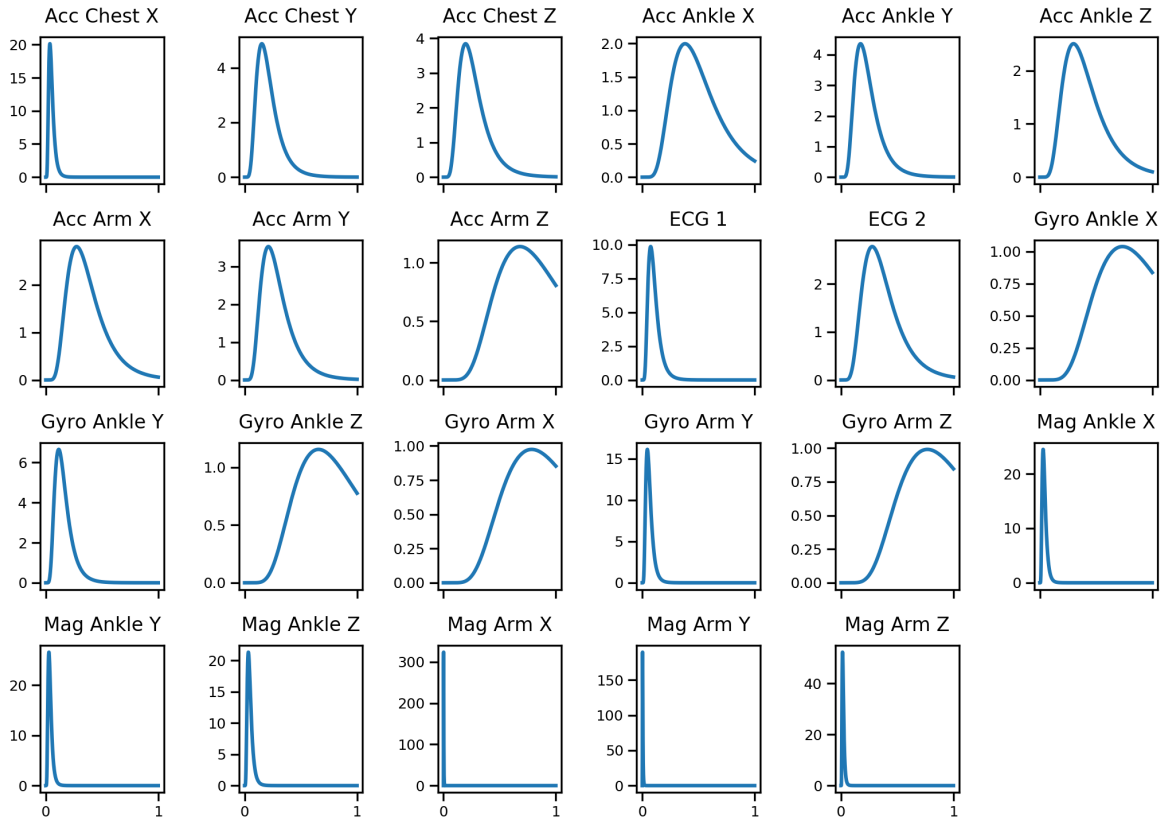 Acc Chest X Acc Chest Y Acc Chest Z Acc Ankle X Acc Ankle Y Acc Ankle Z
20 15 10 5 0 4 2 0 4 3 2 1 0 2.0 1.5 1.0 0.5 0.0 4 3 2 1 0 2 1 0
Acc Arm X Acc Arm Y Acc Arm Z ECG 1 ECG 2 Gyro Ankle X
2 1 0 3 2 1 0 1.0 0.5 0.0 10.0 7.5 5.0 2.5 0.0 2 1 0 1.00 0.75 0.50 0.25 0.00
Gyro Ankle Y Gyro Ankle Z Gyro Arm X Gyro Arm Y Gyro Arm Z Mag Ankle X
6 4 2 0 1.0 0.5 0.0 1.00 0.75 0.50 0.25 0.00 15 10 5 0 1.00 0.75 0.50 0.25 0.00 20 10 0
Mag Ankle Y Mag Ankle Z Mag Arm X Mag Arm Y Mag Arm Z
20 10 0 20 15 10 5 0 300 200 100 0 150 100 50 0 40 20 0
0 1 0 1 0 1 0 1 0 1